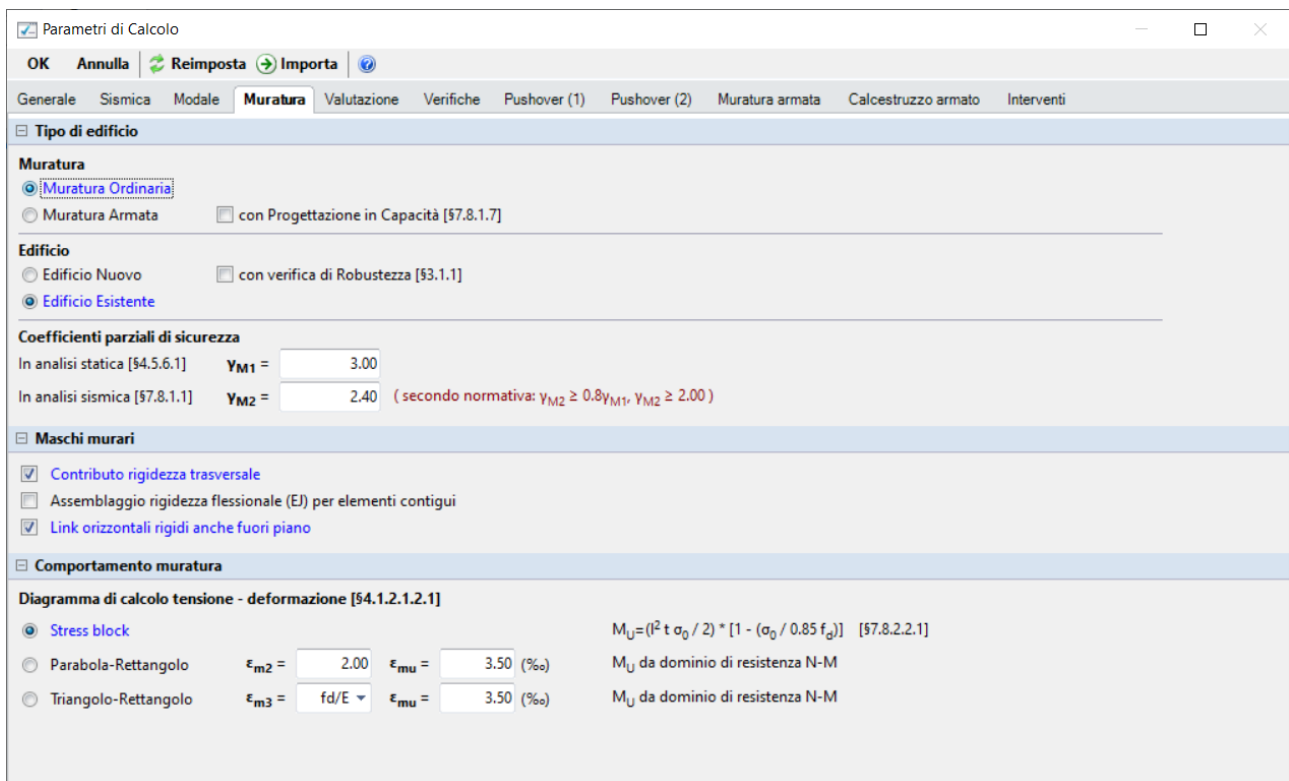 Parametri di Calcolo
OK Annulla Reimposta Importa
Generale Sismica Modale Muratura Valutazione Verifiche Pushover (1) Pushover (2) Muratura armata Calcestruzzo armato Interventi
Tipo di edificio
Muratura
Muratura Ordinaria
Muratura Armata con Progettazione in Capacità [§7.8.1.7]
Edificio
Edificio Nuovo con verifica di Robustezza [§3.1.1]
Edificio Esistente
Coefficienti parziali di sicurezza
In analisi statica [§4.5.6.1] γM1 = 3.00
In analisi sismica [§7.8.1.1] γM2 = 2.40 ( secondo normativa: γM2 ≥ 0.8γM1, γM2 ≥ 2.00 )
Maschi murari
Contributo rigidezza trasversale
Assemblaggio rigidezza flessionale (EJ) per elementi contigui
Link orizzontali rigidi anche fuori piano
Comportamento muratura
Diagramma di calcolo tensione - deformazione [§4.1.2.1.2.1]
Stress block MU=(l² t σ0 / 2) * [1 - (σ0 / 0.85 fd)] [§7.8.2.2.1]
Parabola-Rettangolo εm2 = 2.00 εmu = 3.50 (‰) MU da dominio di resistenza N-M
Triangolo-Rettangolo εm3 = fd/E εmu = 3.50 (‰) MU da dominio di resistenza N-M